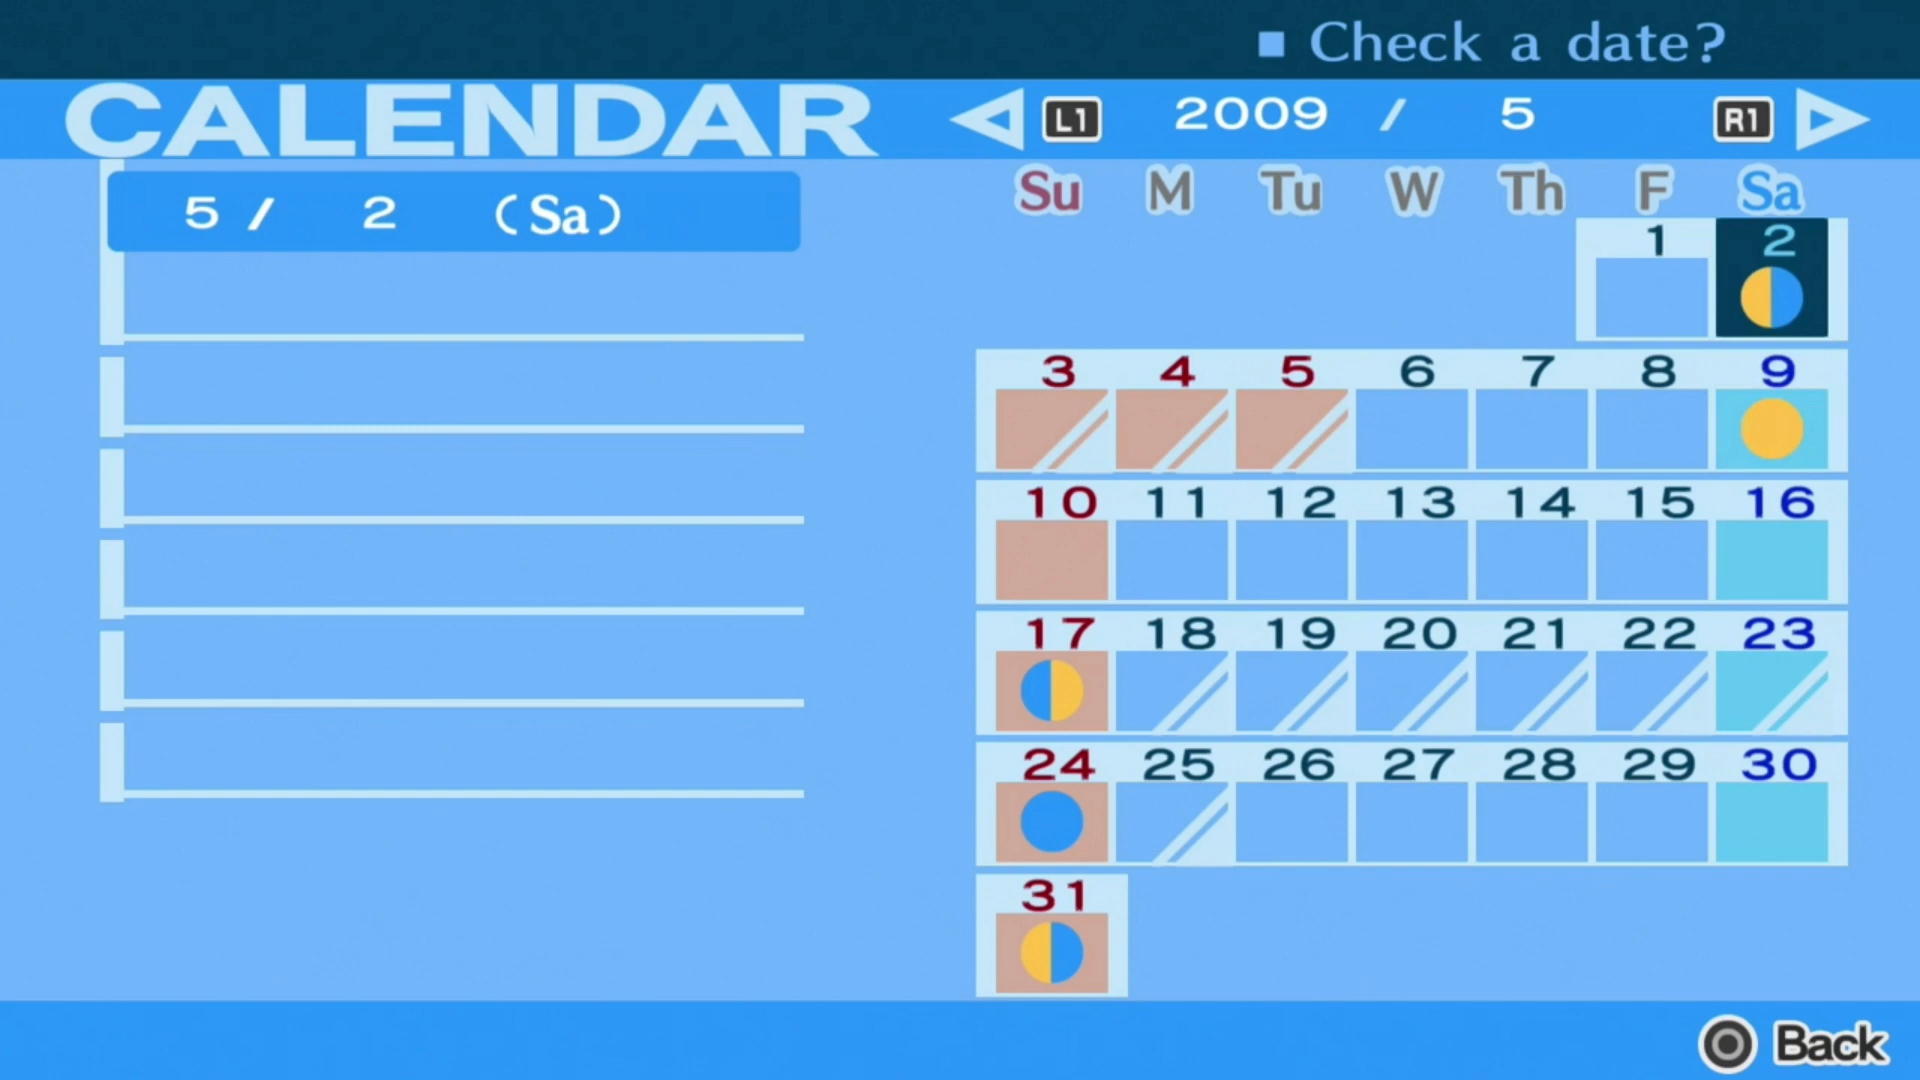 ■ Check a date?
CALENDAR
L1 2009 / 5 R1
5 / 2 (Sa)
Su M Tu W Th F Sa
1 2
3 4 5 6 7 8 9
10 11 12 13 14 15 16
17 18 19 20 21 22 23
24 25 26 27 28 29 30
31
Back